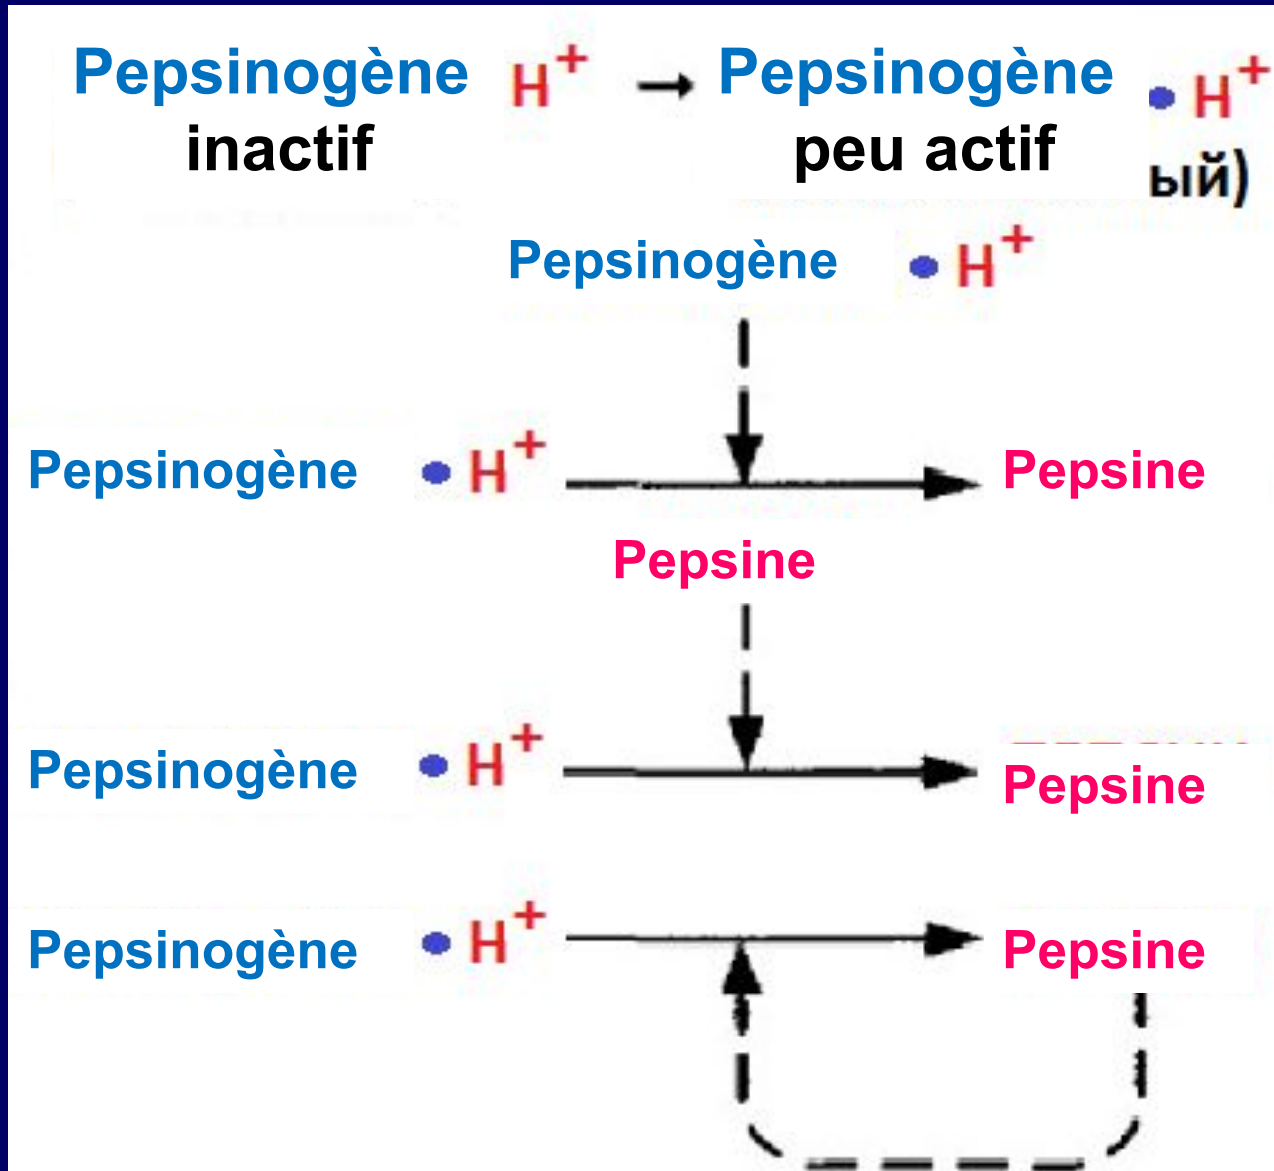 Pepsinogène H⁺ → Pepsinogène • H⁺
inactif peu actif ый)
Pepsinogène • H⁺
Pepsinogène • H⁺ Pepsine
Pepsine
Pepsinogène • H⁺ Pepsine
Pepsinogène • H⁺ Pepsine